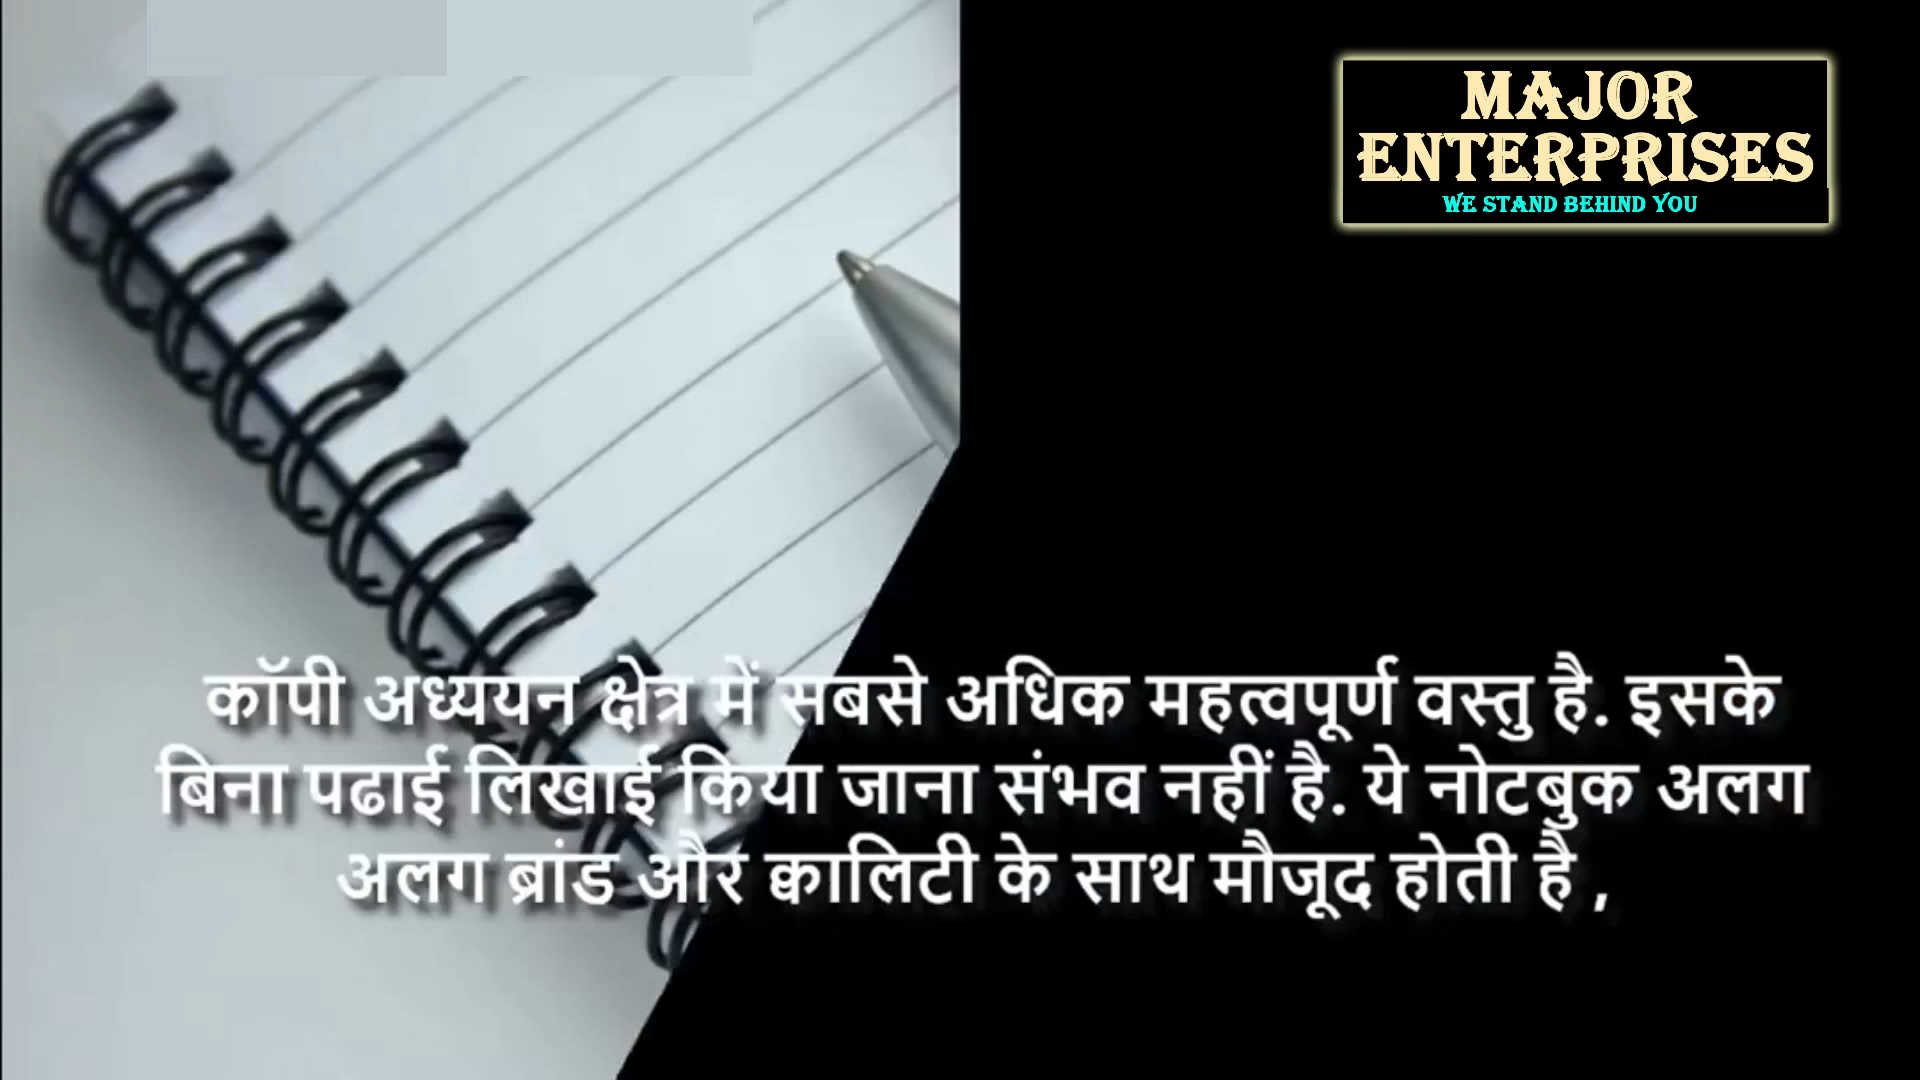 MAJOR
ENTERPRISES
WE STAND BEHIND YOU
कॉपी अध्ययन क्षेत्र में सबसे अधिक महत्वपूर्ण वस्तु है. इसके
बिना पढाई लिखाई किया जाना संभव नहीं है. ये नोटबुक अलग
अलग ब्रांड और क्वालिटी के साथ मौजूद होती है ,